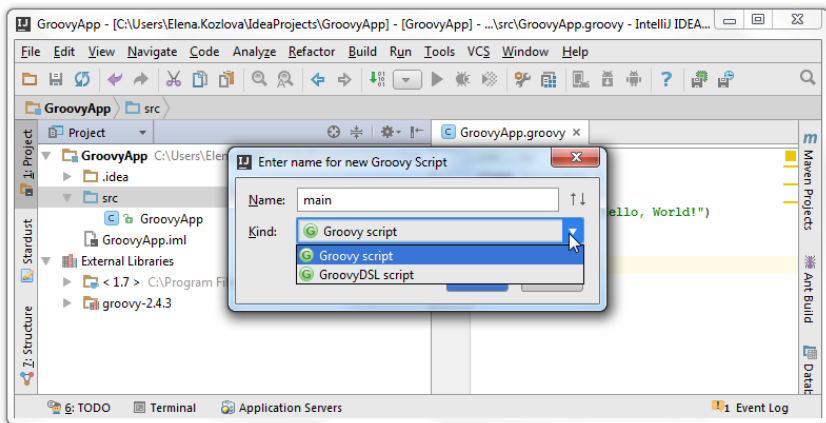 GroovyApp - [C:\Users\Elena.Kozlova\IdeaProjects\GroovyApp] - [GroovyApp] - ...\src\GroovyApp.groovy - IntelliJ IDEA...
File Edit View Navigate Code Analyze Refactor Build Run Tools VCS Window Help
GroovyApp src
1: Project
Stardust
7: Structure
Project
GroovyApp C:\Users\Elen
.idea
src
GroovyApp
GroovyApp.iml
External Libraries
< 1.7 > C:\Program Fil
groovy-2.4.3
GroovyApp.groovy
ello, World!")
Enter name for new Groovy Script
Name: main
Kind: Groovy script
Groovy script
GroovyDSL script
Maven Projects
Ant Build
Datab
6: TODO Terminal Application Servers 1 Event Log